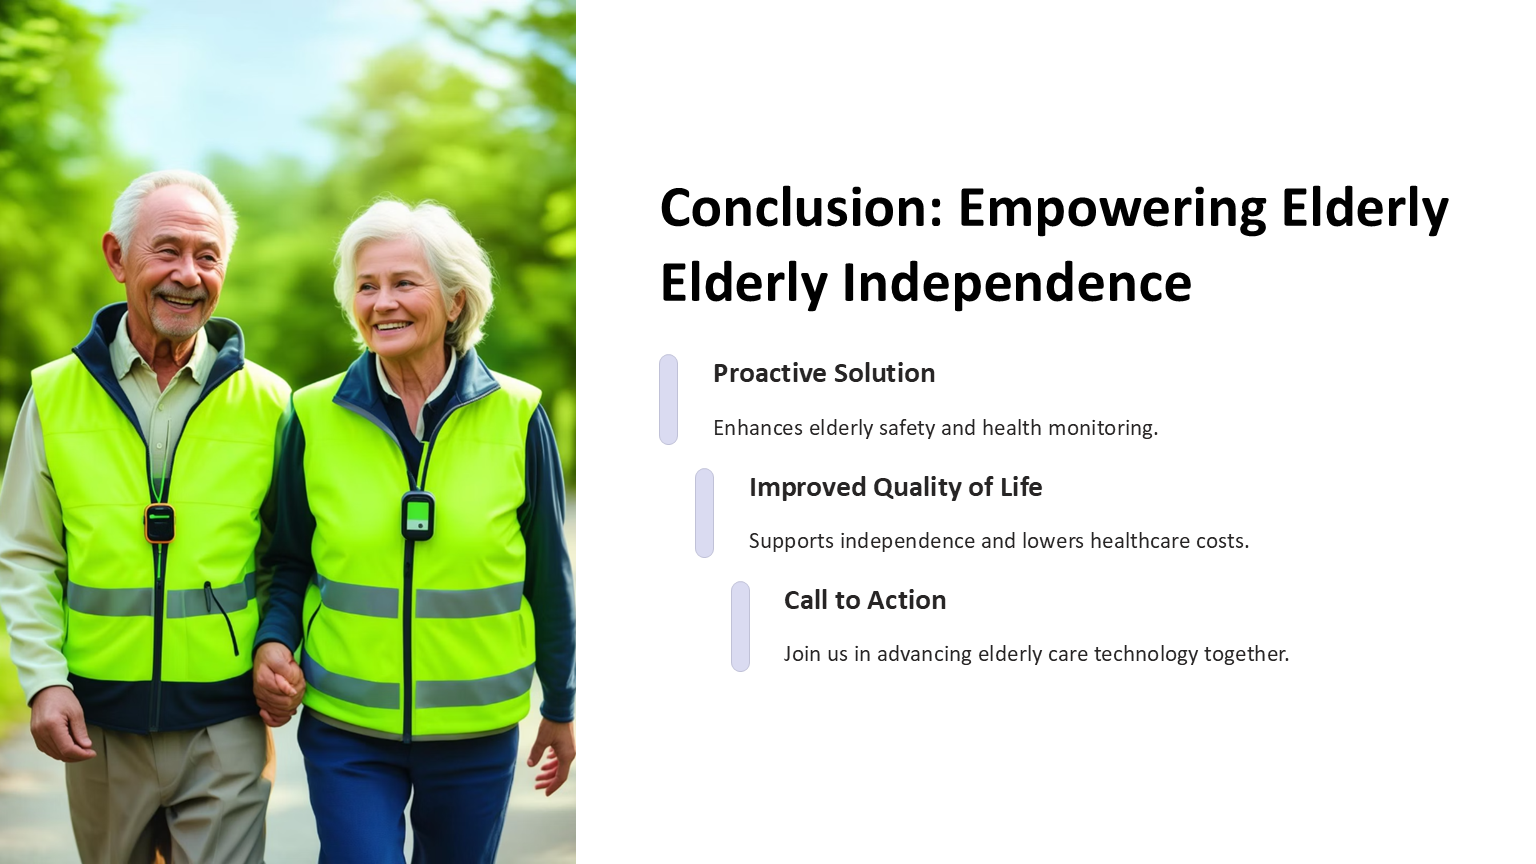 Conclusion: Empowering Elderly
Elderly Independence
Proactive Solution
Enhances elderly safety and health monitoring.
Improved Quality of Life
Supports independence and lowers healthcare costs.
Call to Action
Join us in advancing elderly care technology together.